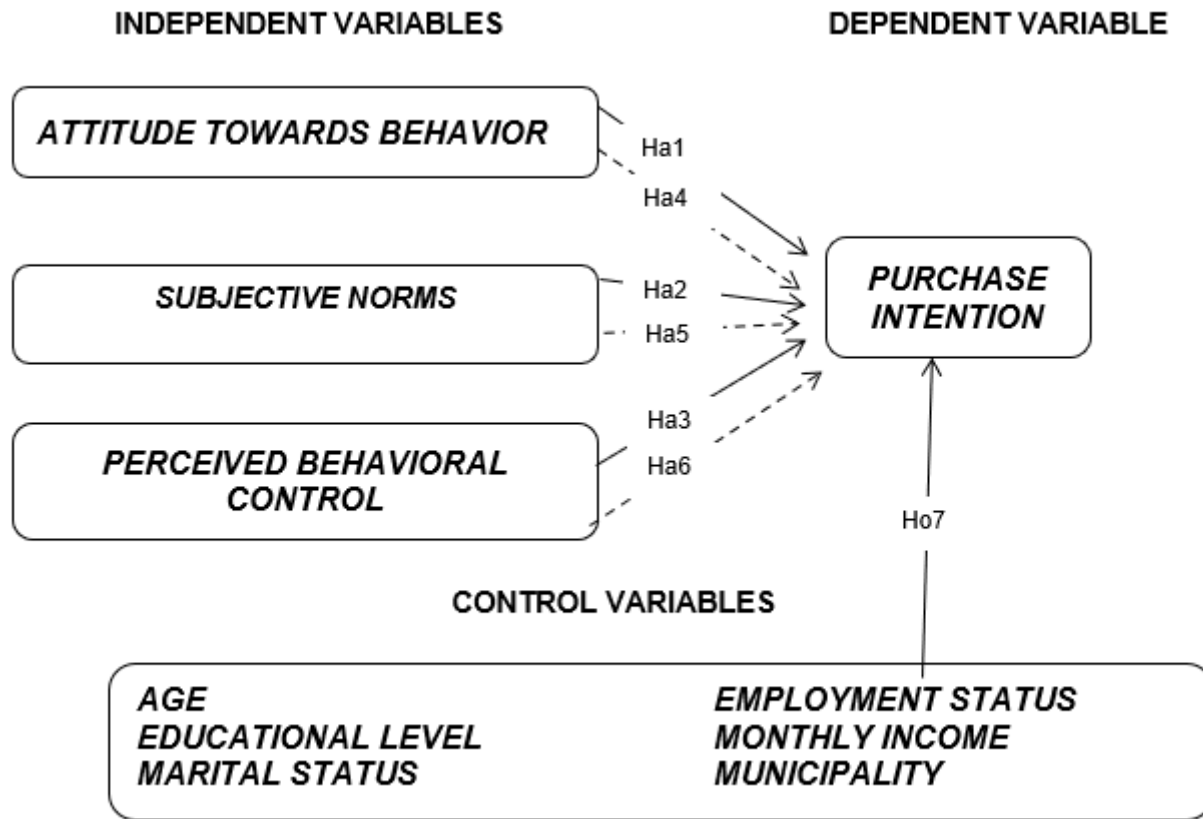 INDEPENDENT VARIABLES
DEPENDENT VARIABLE
ATTITUDE TOWARDS BEHAVIOR
Ha1
Ha4
SUBJECTIVE NORMS
Ha2
Ha5
PURCHASE
INTENTION
PERCEIVED BEHAVIORAL
CONTROL
Ha3
Ha6
Ho7
CONTROL VARIABLES
AGE
EDUCATIONAL LEVEL
MARITAL STATUS
EMPLOYMENT STATUS
MONTHLY INCOME
MUNICIPALITY